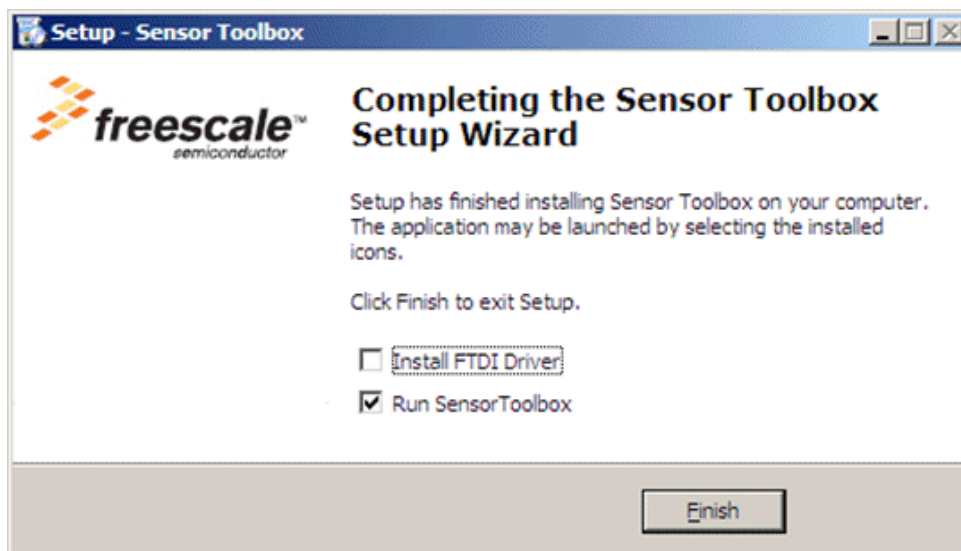 Setup - Sensor Toolbox
freescale™
semiconductor
Completing the Sensor Toolbox
Setup Wizard
Setup has finished installing Sensor Toolbox on your computer.
The application may be launched by selecting the installed
icons.
Click Finish to exit Setup.
Install FTDI Driver
Run SensorToolbox
Finish